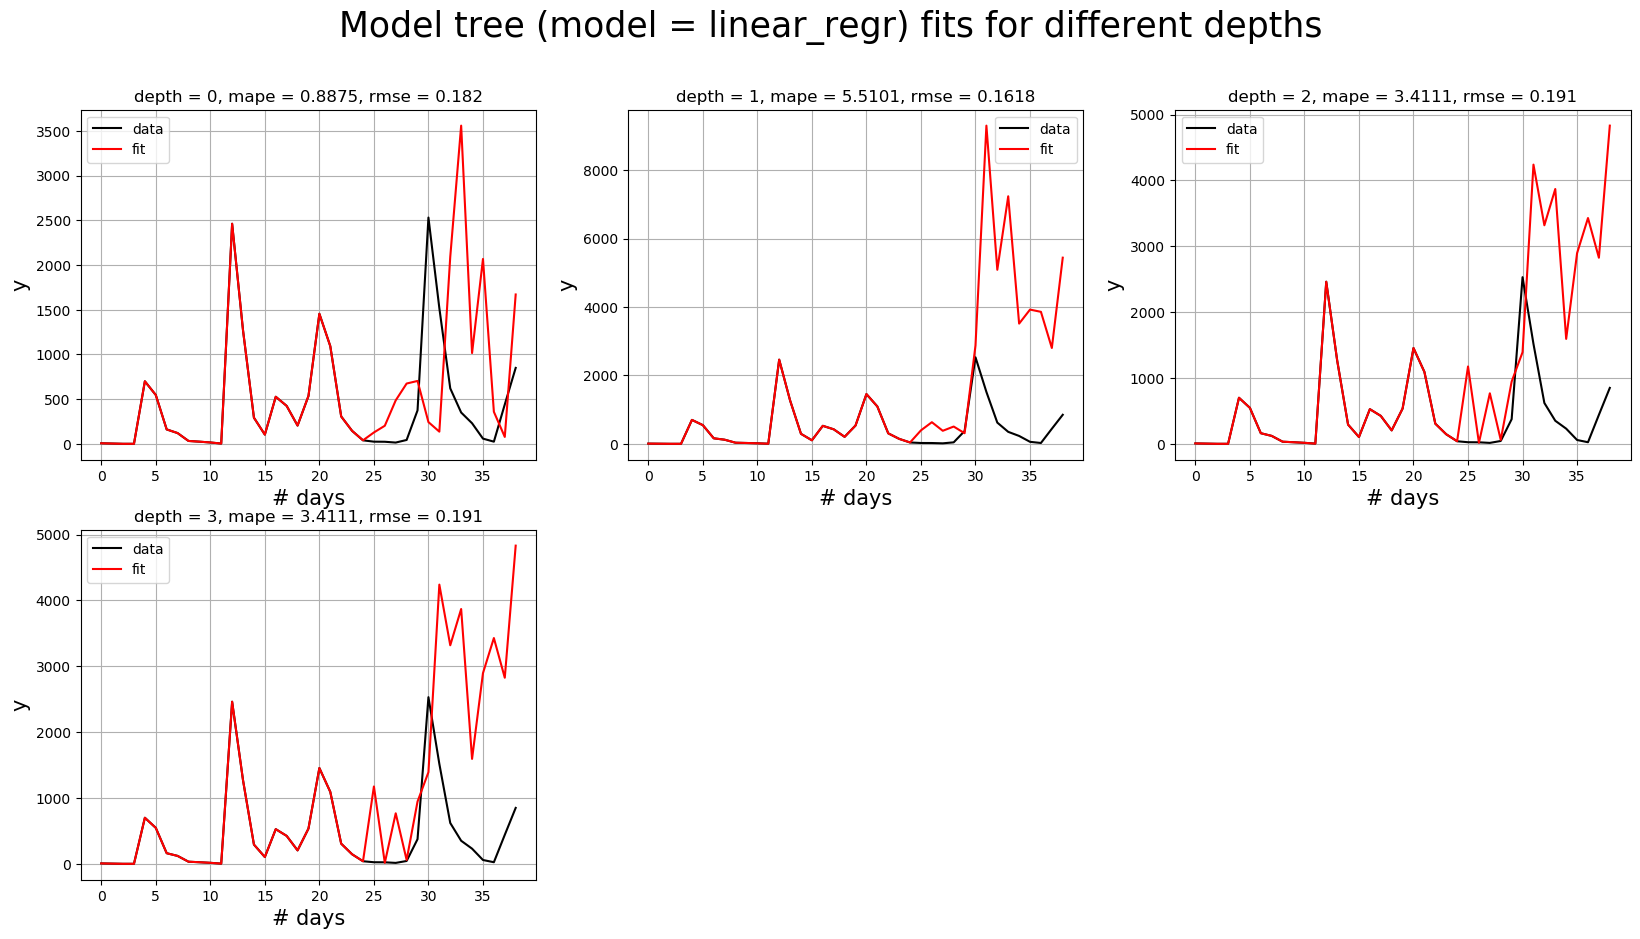 Model tree (model = linear_regr) fits for different depths
depth = 0, mape = 0.8875, rmse = 0.182
data
fit
3500
3000
2500
2000
1500
1000
500
0
y
0 5 10 15 20 25 30 35
# days
depth = 1, mape = 5.5101, rmse = 0.1618
data
fit
8000
6000
4000
2000
0
y
0 5 10 15 20 25 30 35
# days
depth = 2, mape = 3.4111, rmse = 0.191
data
fit
5000
4000
3000
2000
1000
0
y
0 5 10 15 20 25 30 35
# days
depth = 3, mape = 3.4111, rmse = 0.191
data
fit
5000
4000
3000
2000
1000
0
y
0 5 10 15 20 25 30 35
# days